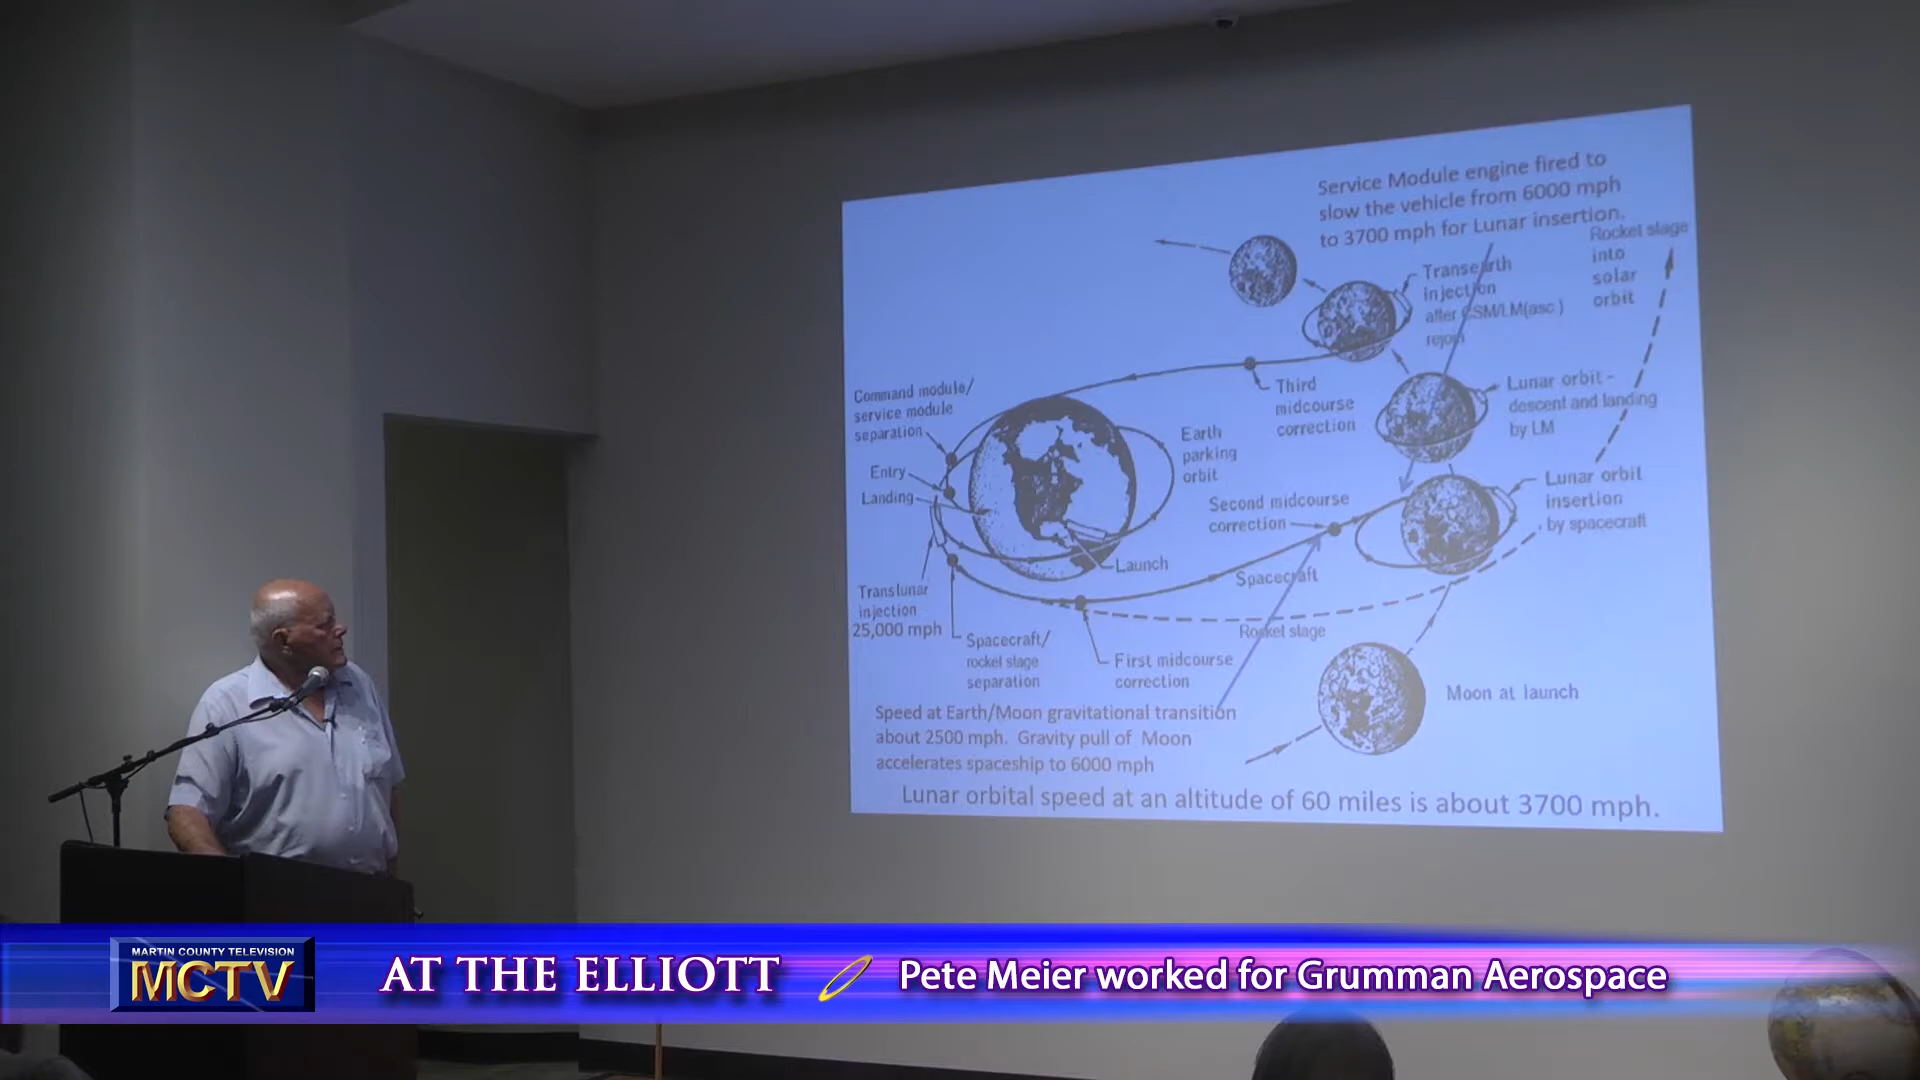 Service Module engine fired to
slow the vehicle from 6000 mph
to 3700 mph for Lunar insertion.
Rocket stage
into
solar
orbit
Transearth
injection
after CSM/LM(asc)
rejoin
Command module/
service module
separation
Third
midcourse
correction
Lunar orbit -
descent and landing
by LM
Earth
parking
orbit
Entry
Landing
Second midcourse
correction
Lunar orbit
insertion
by spacecraft
Launch
Spacecraft
Translunar
injection
25,000 mph
Rocket stage
Spacecraft/
rocket stage
separation
First midcourse
correction
Moon at launch
Speed at Earth/Moon gravitational transition
about 2500 mph. Gravity pull of Moon
accelerates spaceship to 6000 mph
Lunar orbital speed at an altitude of 60 miles is about 3700 mph.
MARTIN COUNTY TELEVISION
MCTV
AT THE ELLIOTT
Pete Meier worked for Grumman Aerospace